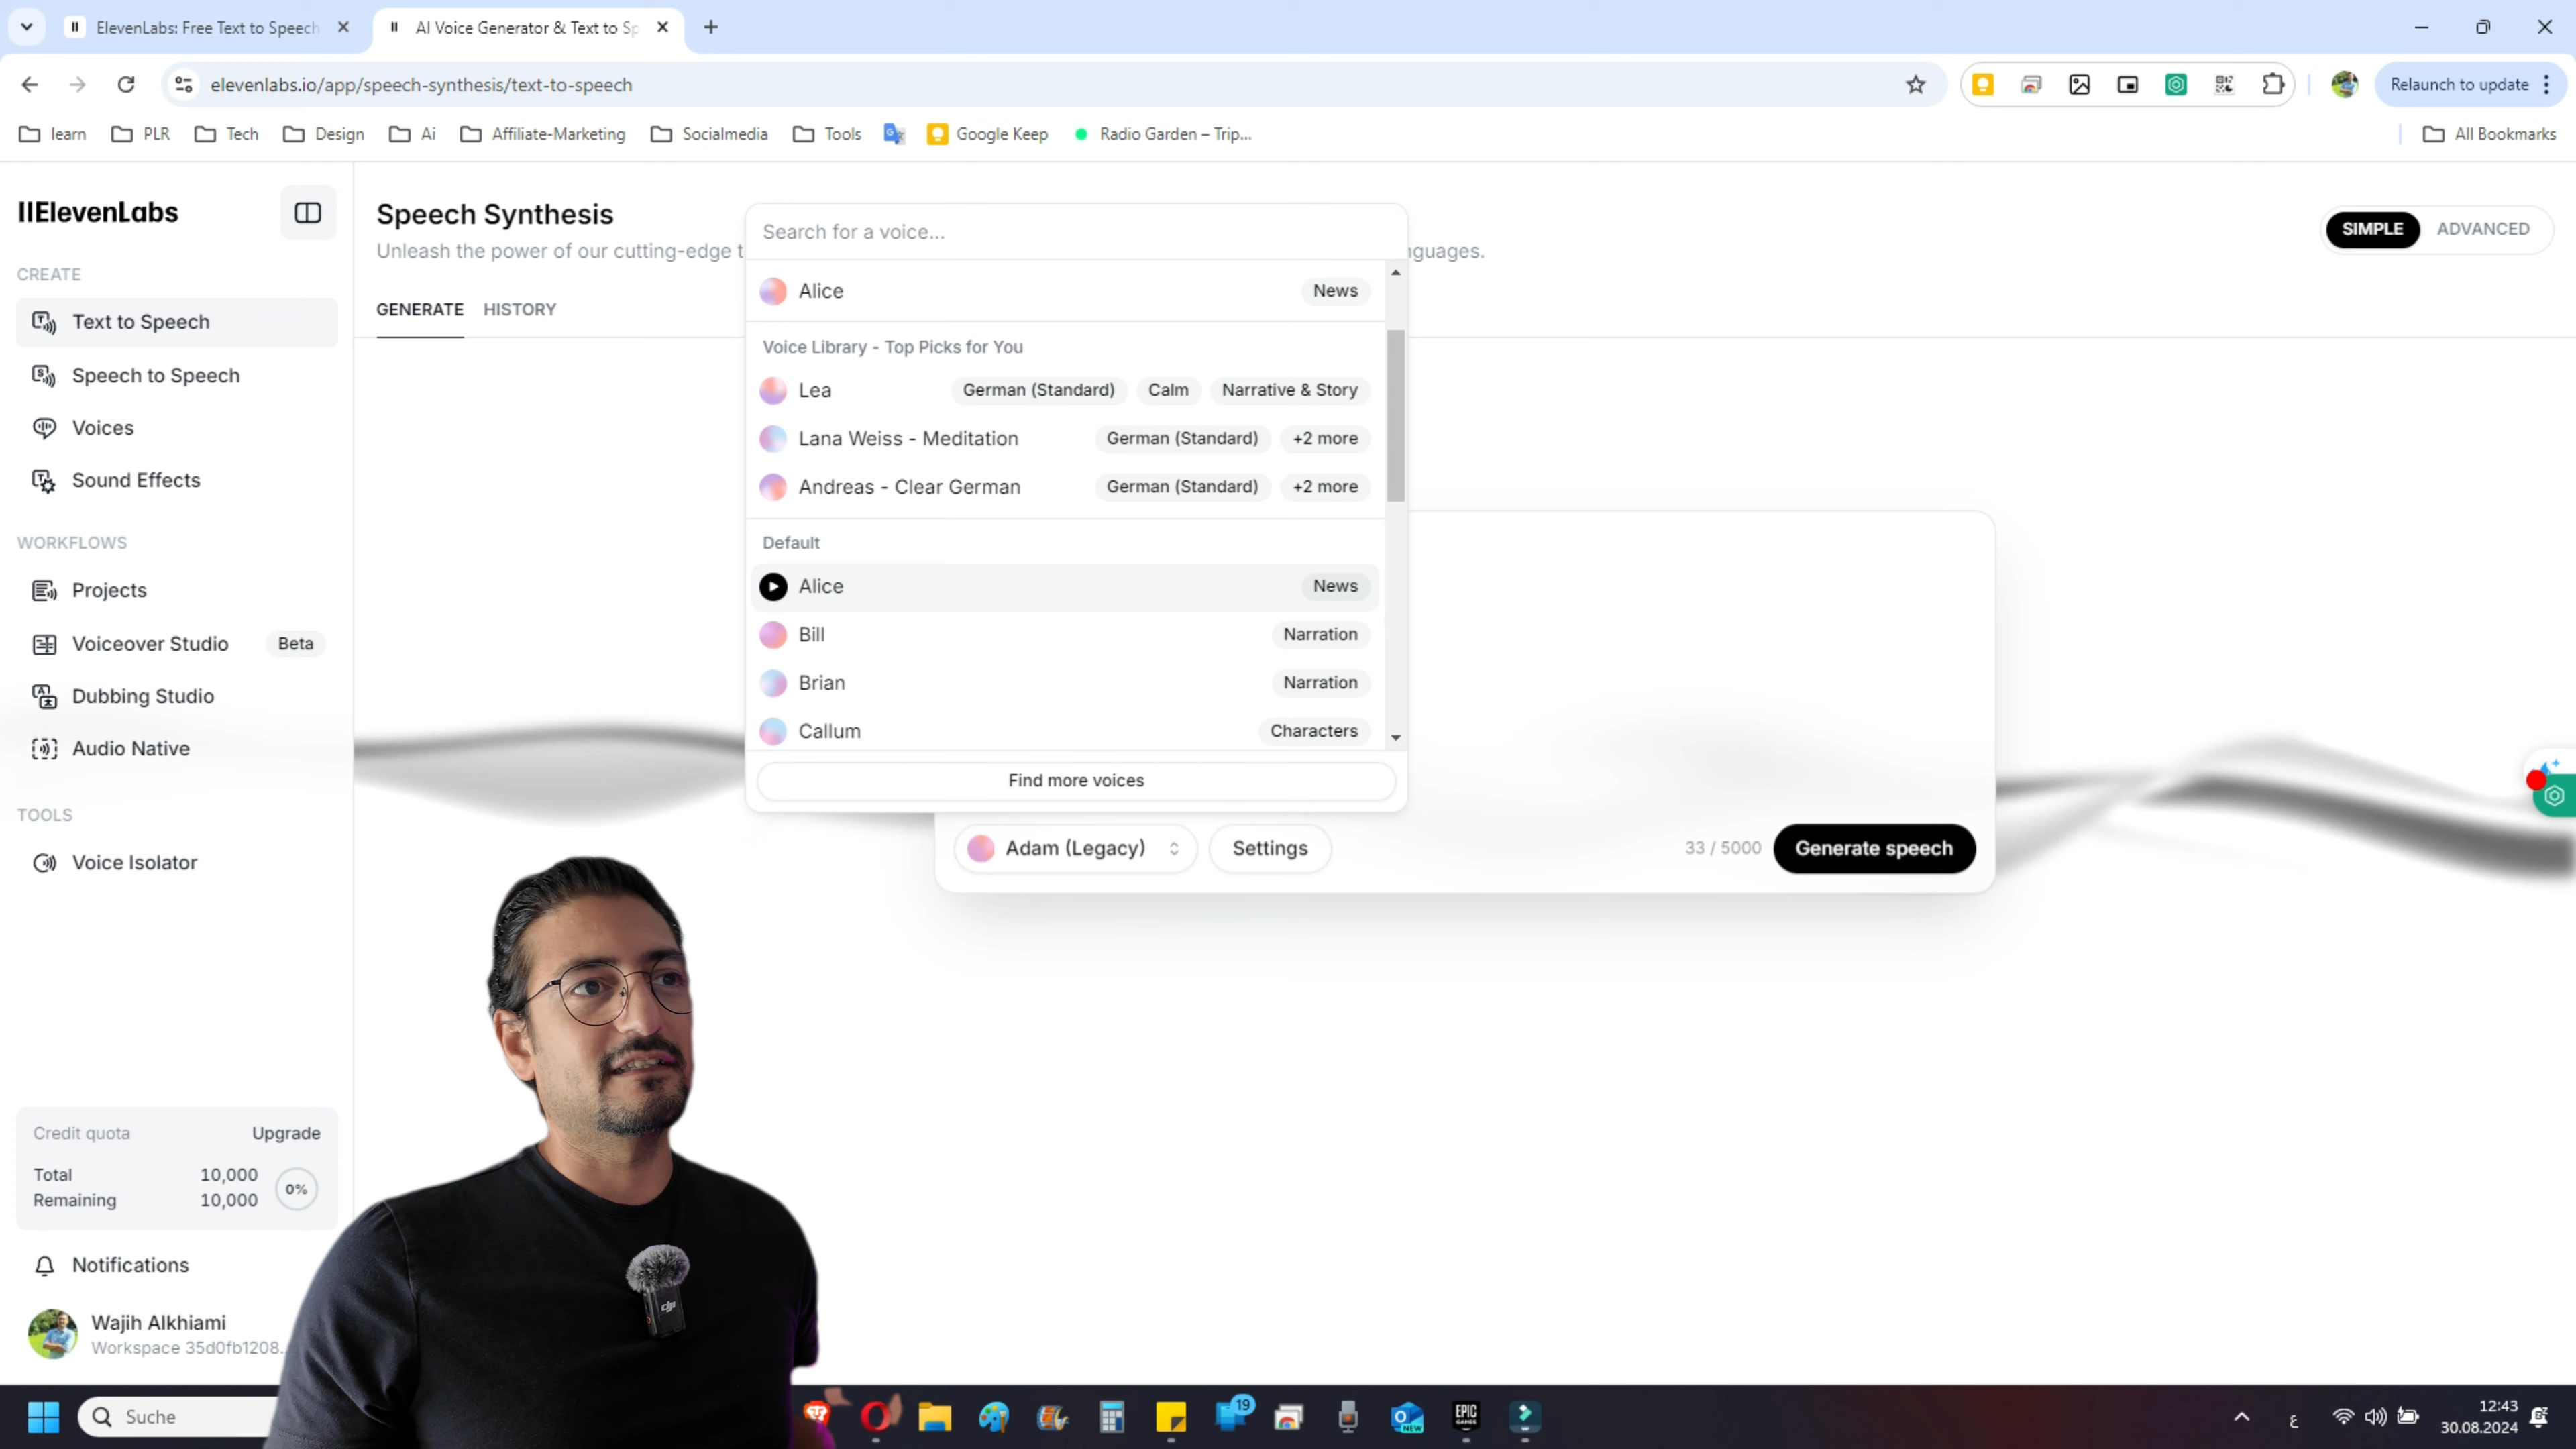 ElevenLabs: Free Text to Speech
AI Voice Generator & Text to Sp
elevenlabs.io/app/speech-synthesis/text-to-speech
Relaunch to update
learn
PLR
Tech
Design
Ai
Affiliate-Marketing
Socialmedia
Tools
Google Keep
Radio Garden – Trip...
All Bookmarks
IIElevenLabs
CREATE
Text to Speech
Speech to Speech
Voices
Sound Effects
WORKFLOWS
Projects
Voiceover Studio Beta
Dubbing Studio
Audio Native
TOOLS
Voice Isolator
Credit quota Upgrade
Total 10,000
Remaining 10,000
0%
Notifications
Wajih Alkhiami
Workspace 35d0fb1208...
Speech Synthesis
Unleash the power of our cutting-edge t
nguages.
SIMPLE ADVANCED
GENERATE HISTORY
Search for a voice...
Alice News
Voice Library - Top Picks for You
Lea German (Standard) Calm Narrative & Story
Lana Weiss - Meditation German (Standard) +2 more
Andreas - Clear German German (Standard) +2 more
Default
Alice News
Bill Narration
Brian Narration
Callum Characters
Find more voices
Adam (Legacy) Settings 33 / 5000 Generate speech
dji
Suche
19
EPIC
GAMES
NEW
ع
12:43
30.08.2024